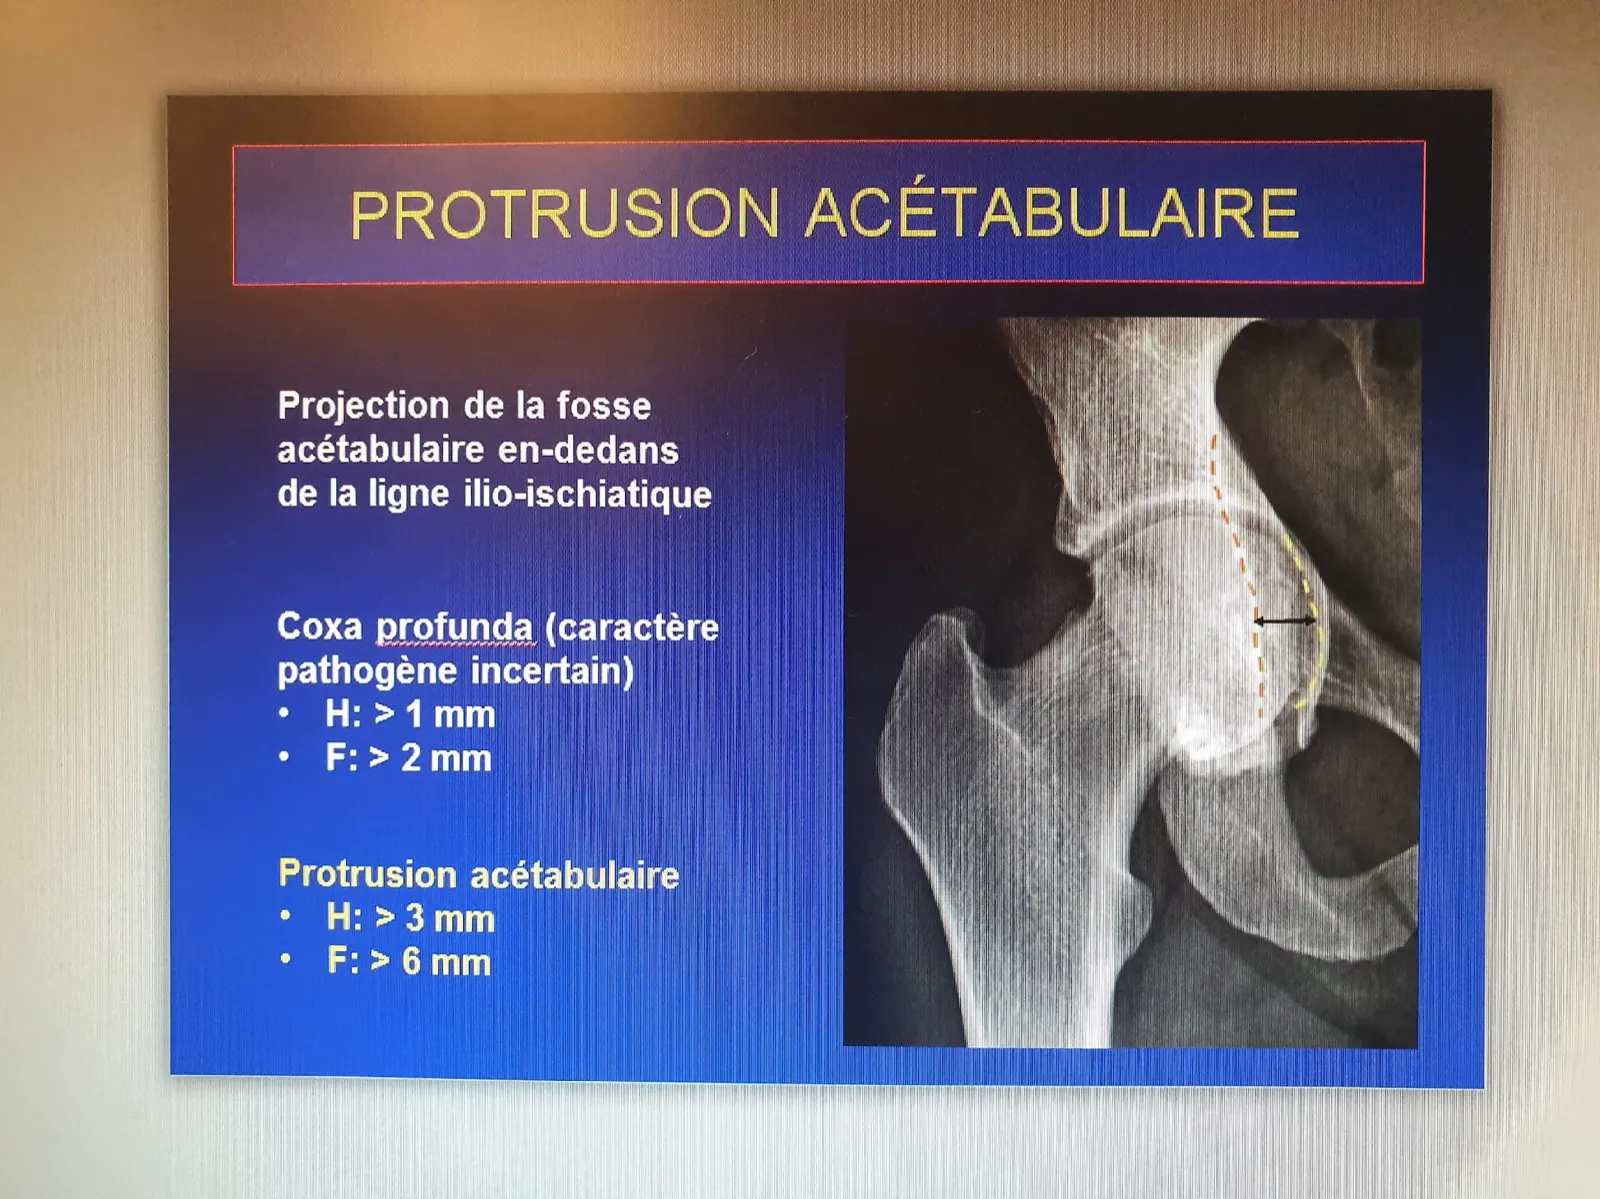 PROTRUSION ACÉTABULAIRE
Projection de la fosse
acétabulaire en-dedans
de la ligne ilio-ischiatique
Coxa profunda (caractère
pathogène incertain)
• H: > 1 mm
• F: > 2 mm
Protrusion acétabulaire
• H: > 3 mm
• F: > 6 mm